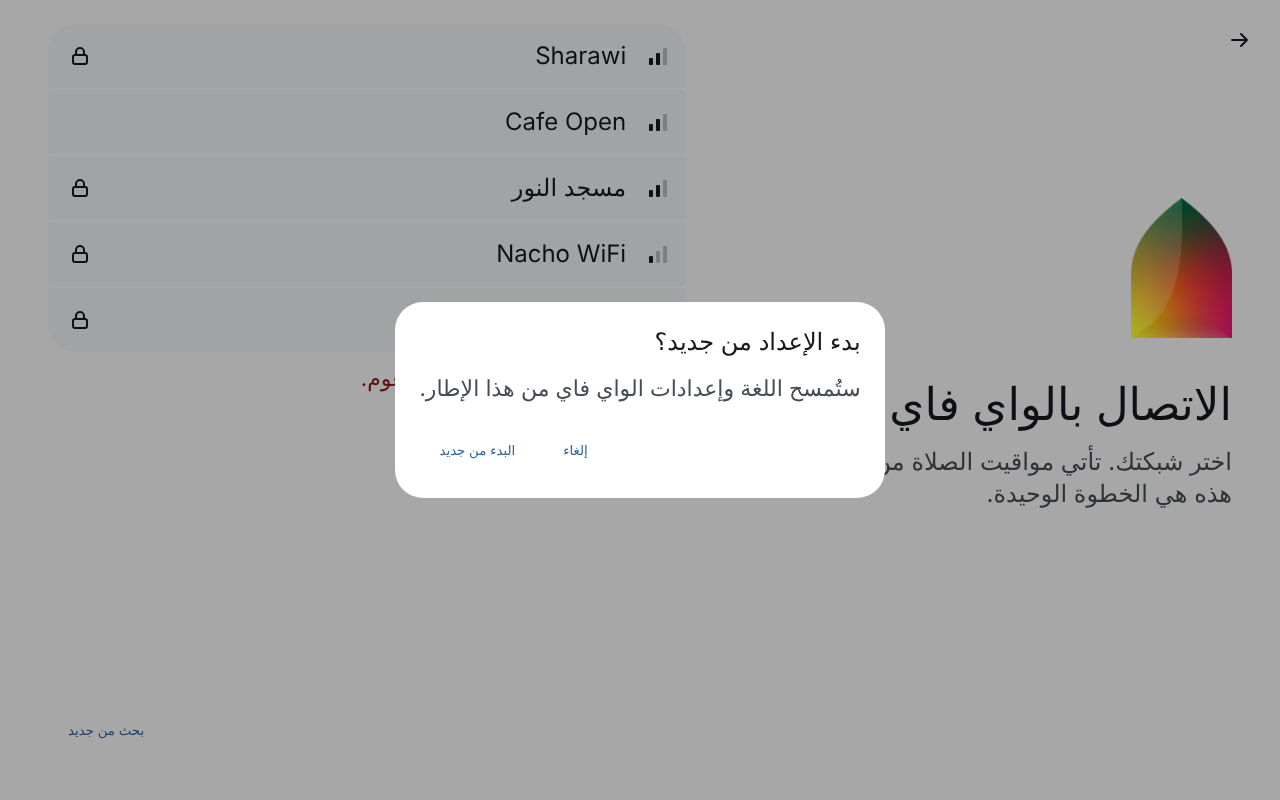 Sharawi
Cafe Open
مسجد النور
Nacho WiFi
بدء الإعداد من جديد؟
ستُمسح اللغة وإعدادات الواي فاي من هذا الإطار.
إلغاء
البدء من جديد
الاتصال بالواي فاي
اختر شبكتك. تأتي مواقيت الصلاة
هذه هي الخطوة الوحيدة.
بحث من جديد